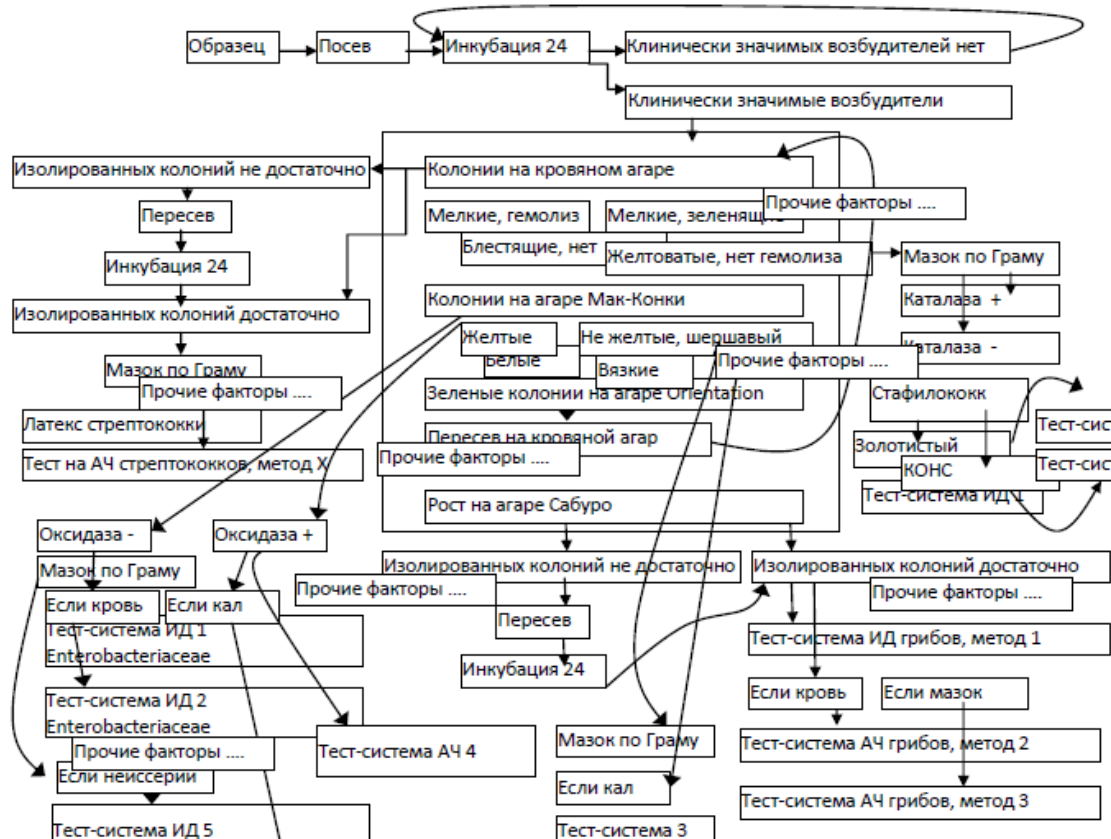 Образец
Посев
Инкубация 24
Клинически значимых возбудителей нет
Клинически значимые возбудители
Изолированных колоний не достаточно
Колонии на кровяном агаре
Прочие факторы ....
Пересев
Мелкие, гемолиз
Мелкие, зеленящие
Блестящие, нет
Желтоватые, нет гемолиза
Мазок по Граму
Инкубация 24
Изолированных колоний достаточно
Колонии на агаре Мак-Конки
Каталаза +
Желтые
Не желтые, шершавый
Каталаза -
Белые
Вязкие
Прочие факторы ....
Мазок по Граму
Прочие факторы ....
Зеленые колонии на агаре Orientation
Стафилококк
Латекс стрептококки
Пересев на кровяной агар
Золотистый
Тест-сис
Прочие факторы ....
Тест на АЧ стрептококков, метод X
КОНС
Тест-сис
Тест-система ИД 1
Рост на агаре Сабуро
Оксидаза -
Оксидаза +
Мазок по Граму
Изолированных колоний не достаточно
Изолированных колоний достаточно
Прочие факторы ....
Прочие факторы ....
Если кровь
Если кал
Пересев
Тест-система ИД 1
Enterobacteriaceae
Тест-система ИД грибов, метод 1
Инкубация 24
Если кровь
Если мазок
Тест-система ИД 2
Enterobacteriaceae
Прочие факторы ....
Тест-система АЧ 4
Мазок по Граму
Тест-система АЧ грибов, метод 2
Если неиссерии
Если кал
Тест-система АЧ грибов, метод 3
Тест-система ИД 5
Тест-система 3